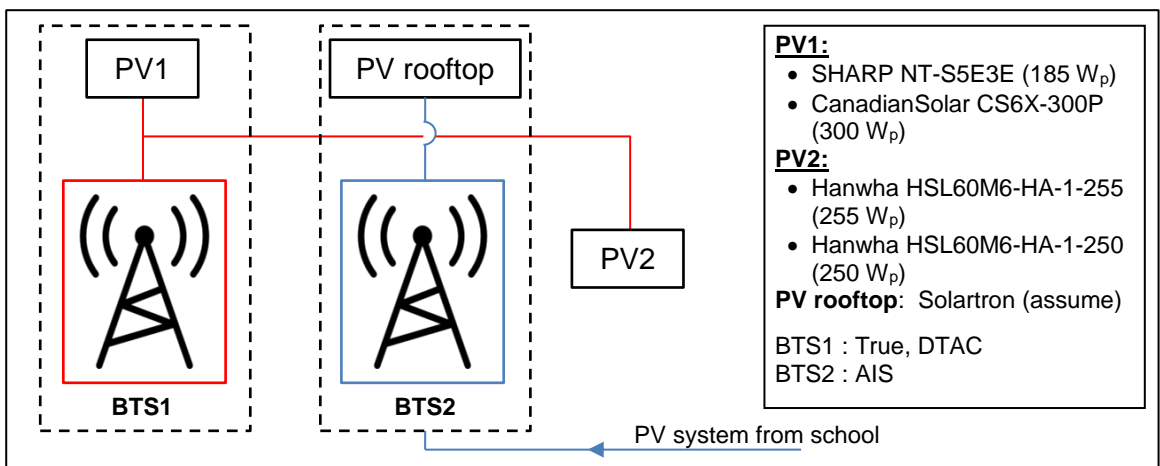 PV1
PV rooftop
PV2
BTS1
BTS2
PV system from school
PV1:
• SHARP NT-S5E3E (185 Wp)
• CanadianSolar CS6X-300P
(300 Wp)
PV2:
• Hanwha HSL60M6-HA-1-255
(255 Wp)
• Hanwha HSL60M6-HA-1-250
(250 Wp)
PV rooftop: Solartron (assume)
BTS1 : True, DTAC
BTS2 : AIS